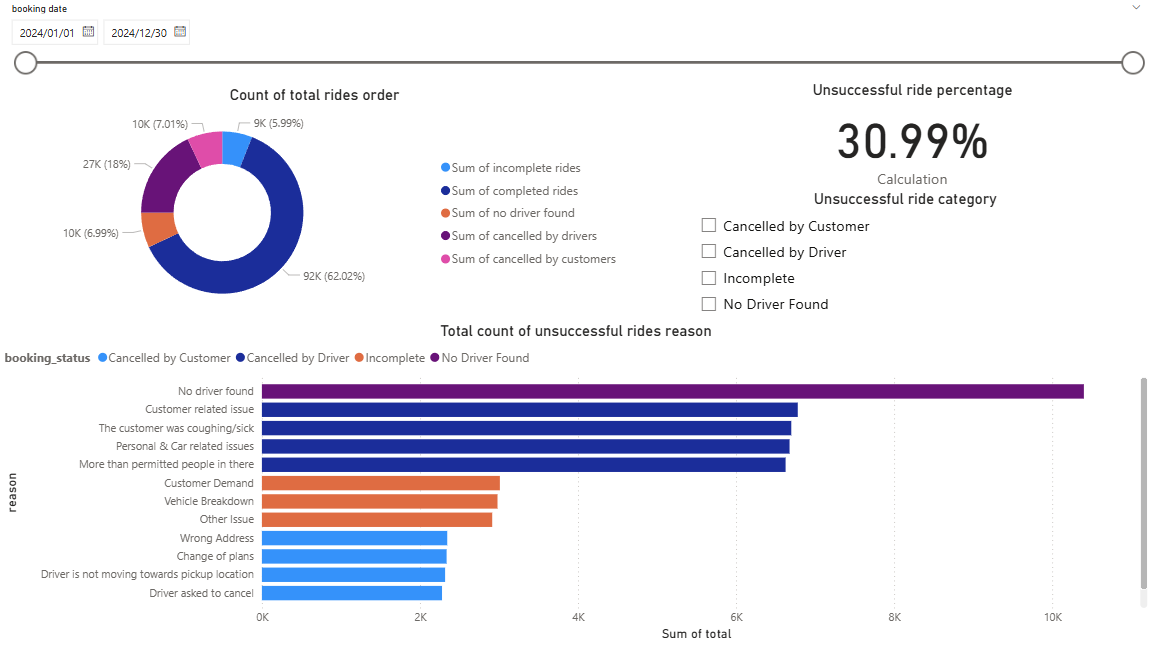 booking date
2024/01/01
2024/12/30
Count of total rides order
10K (7.01%)
9K (5.99%)
27K (18%)
10K (6.99%)
92K (62.02%)
Sum of incomplete rides
Sum of completed rides
Sum of no driver found
Sum of cancelled by drivers
Sum of cancelled by customers
Unsuccessful ride percentage
30.99%
Calculation
Unsuccessful ride category
Cancelled by Customer
Cancelled by Driver
Incomplete
No Driver Found
Total count of unsuccessful rides reason
booking_status Cancelled by Customer Cancelled by Driver Incomplete No Driver Found
reason
No driver found
Customer related issue
The customer was coughing/sick
Personal & Car related issues
More than permitted people in there
Customer Demand
Vehicle Breakdown
Other Issue
Wrong Address
Change of plans
Driver is not moving towards pickup location
Driver asked to cancel
0K 2K 4K 6K 8K 10K
Sum of total